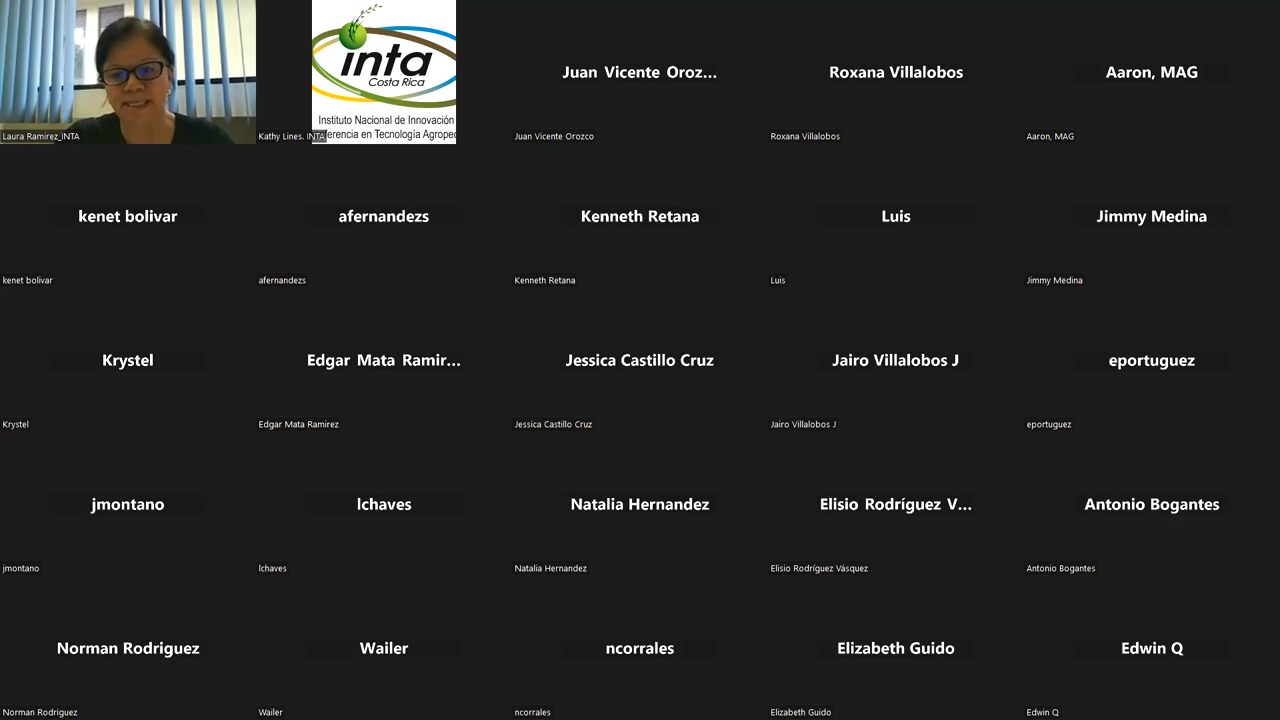 Laura Ramirez_INTA
inta
Costa Rica
Instituto Nacional de Innovación
ferencia en Tecnología Agropec
Kathy Lines. INTA
Juan Vicente Oroz...
Juan Vicente Orozco
Roxana Villalobos
Roxana Villalobos
Aaron, MAG
Aaron, MAG
kenet bolivar
kenet bolivar
afernandezs
afernandezs
Kenneth Retana
Kenneth Retana
Luis
Luis
Jimmy Medina
Jimmy Medina
Krystel
Krystel
Edgar Mata Ramir...
Edgar Mata Ramirez
Jessica Castillo Cruz
Jessica Castillo Cruz
Jairo Villalobos J
Jairo Villalobos J
eportuguez
eportuguez
jmontano
jmontano
lchaves
lchaves
Natalia Hernandez
Natalia Hernandez
Elisio Rodríguez V...
Elisio Rodríguez Vásquez
Antonio Bogantes
Antonio Bogantes
Norman Rodriguez
Norman Rodriguez
Wailer
Wailer
ncorrales
ncorrales
Elizabeth Guido
Elizabeth Guido
Edwin Q
Edwin Q